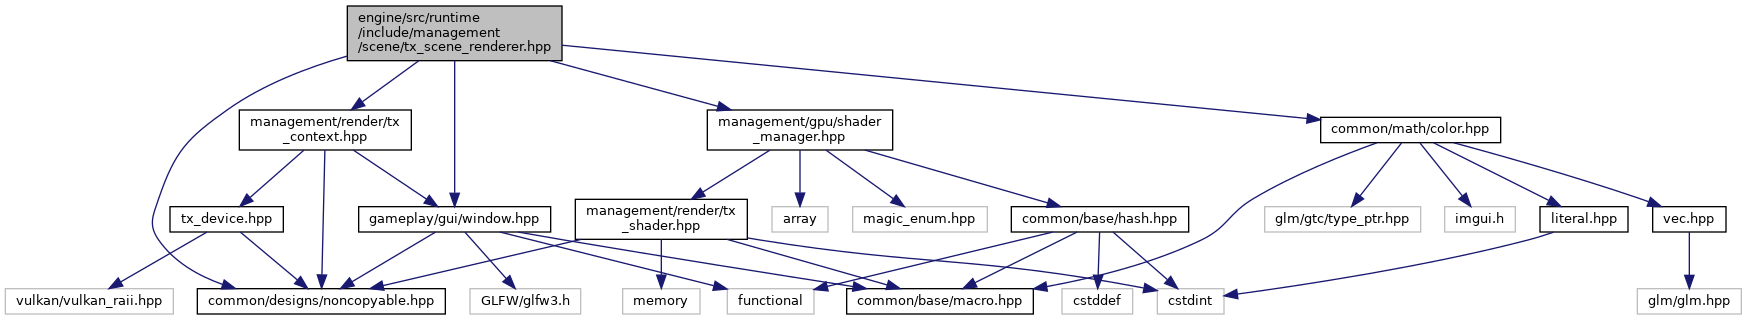 engine/src/runtime
/include/management
/scene/tx_scene_renderer.hpp
management/render/tx
_context.hpp
management/gpu/shader
_manager.hpp
common/math/color.hpp
tx_device.hpp
gameplay/gui/window.hpp
management/render/tx
_shader.hpp
array
magic_enum.hpp
common/base/hash.hpp
glm/gtc/type_ptr.hpp
imgui.h
literal.hpp
vec.hpp
vulkan/vulkan_raii.hpp
common/designs/noncopyable.hpp
GLFW/glfw3.h
memory
functional
common/base/macro.hpp
cstddef
cstdint
glm/glm.hpp